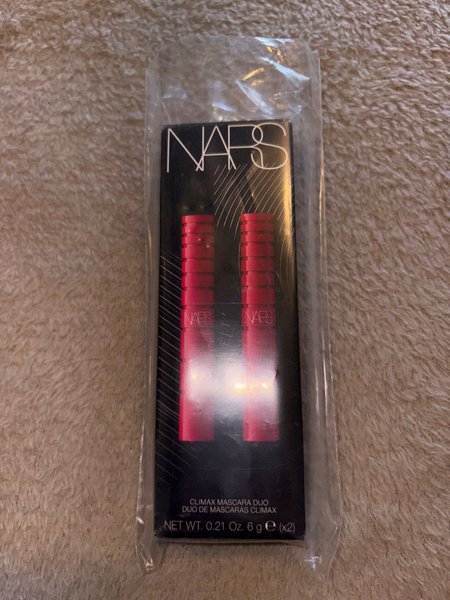 NARS
NARS NARS
CLIMAX MASCARA DUO
DUO DE MASCARAS CLIMAX
NET WT. 0.21 Oz. 6 g ℮ (x2)